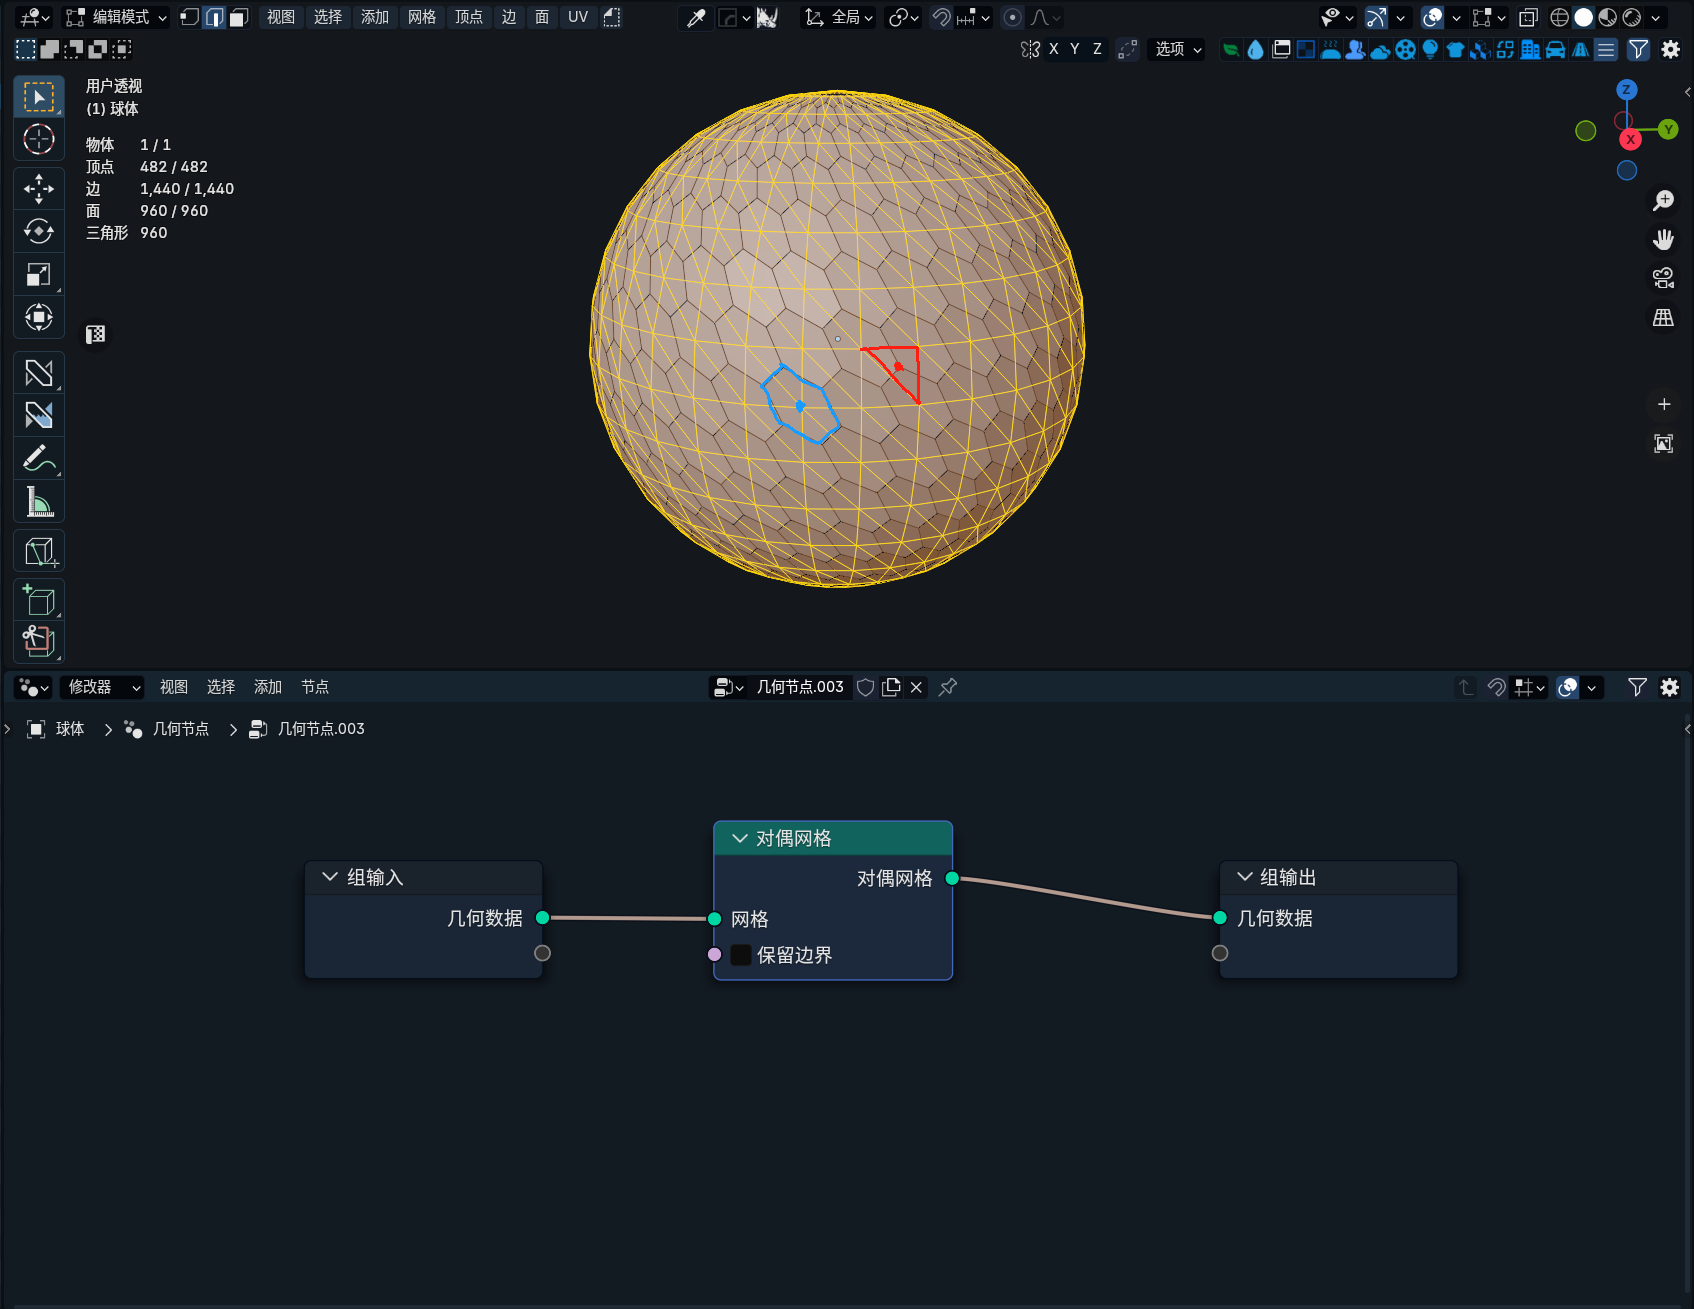 编辑模式 视图 选择 添加 网格 顶点 边 面 UV 全局
X Y Z 选项
用户透视
(1) 球体
物体 1 / 1
顶点 482 / 482
边 1,440 / 1,440
面 960 / 960
三角形 960
Z
Y
X
修改器 视图 选择 添加 节点 几何节点.003
球体 几何节点 几何节点.003
对偶网格
对偶网格
网格
保留边界
组输入
几何数据
组输出
几何数据